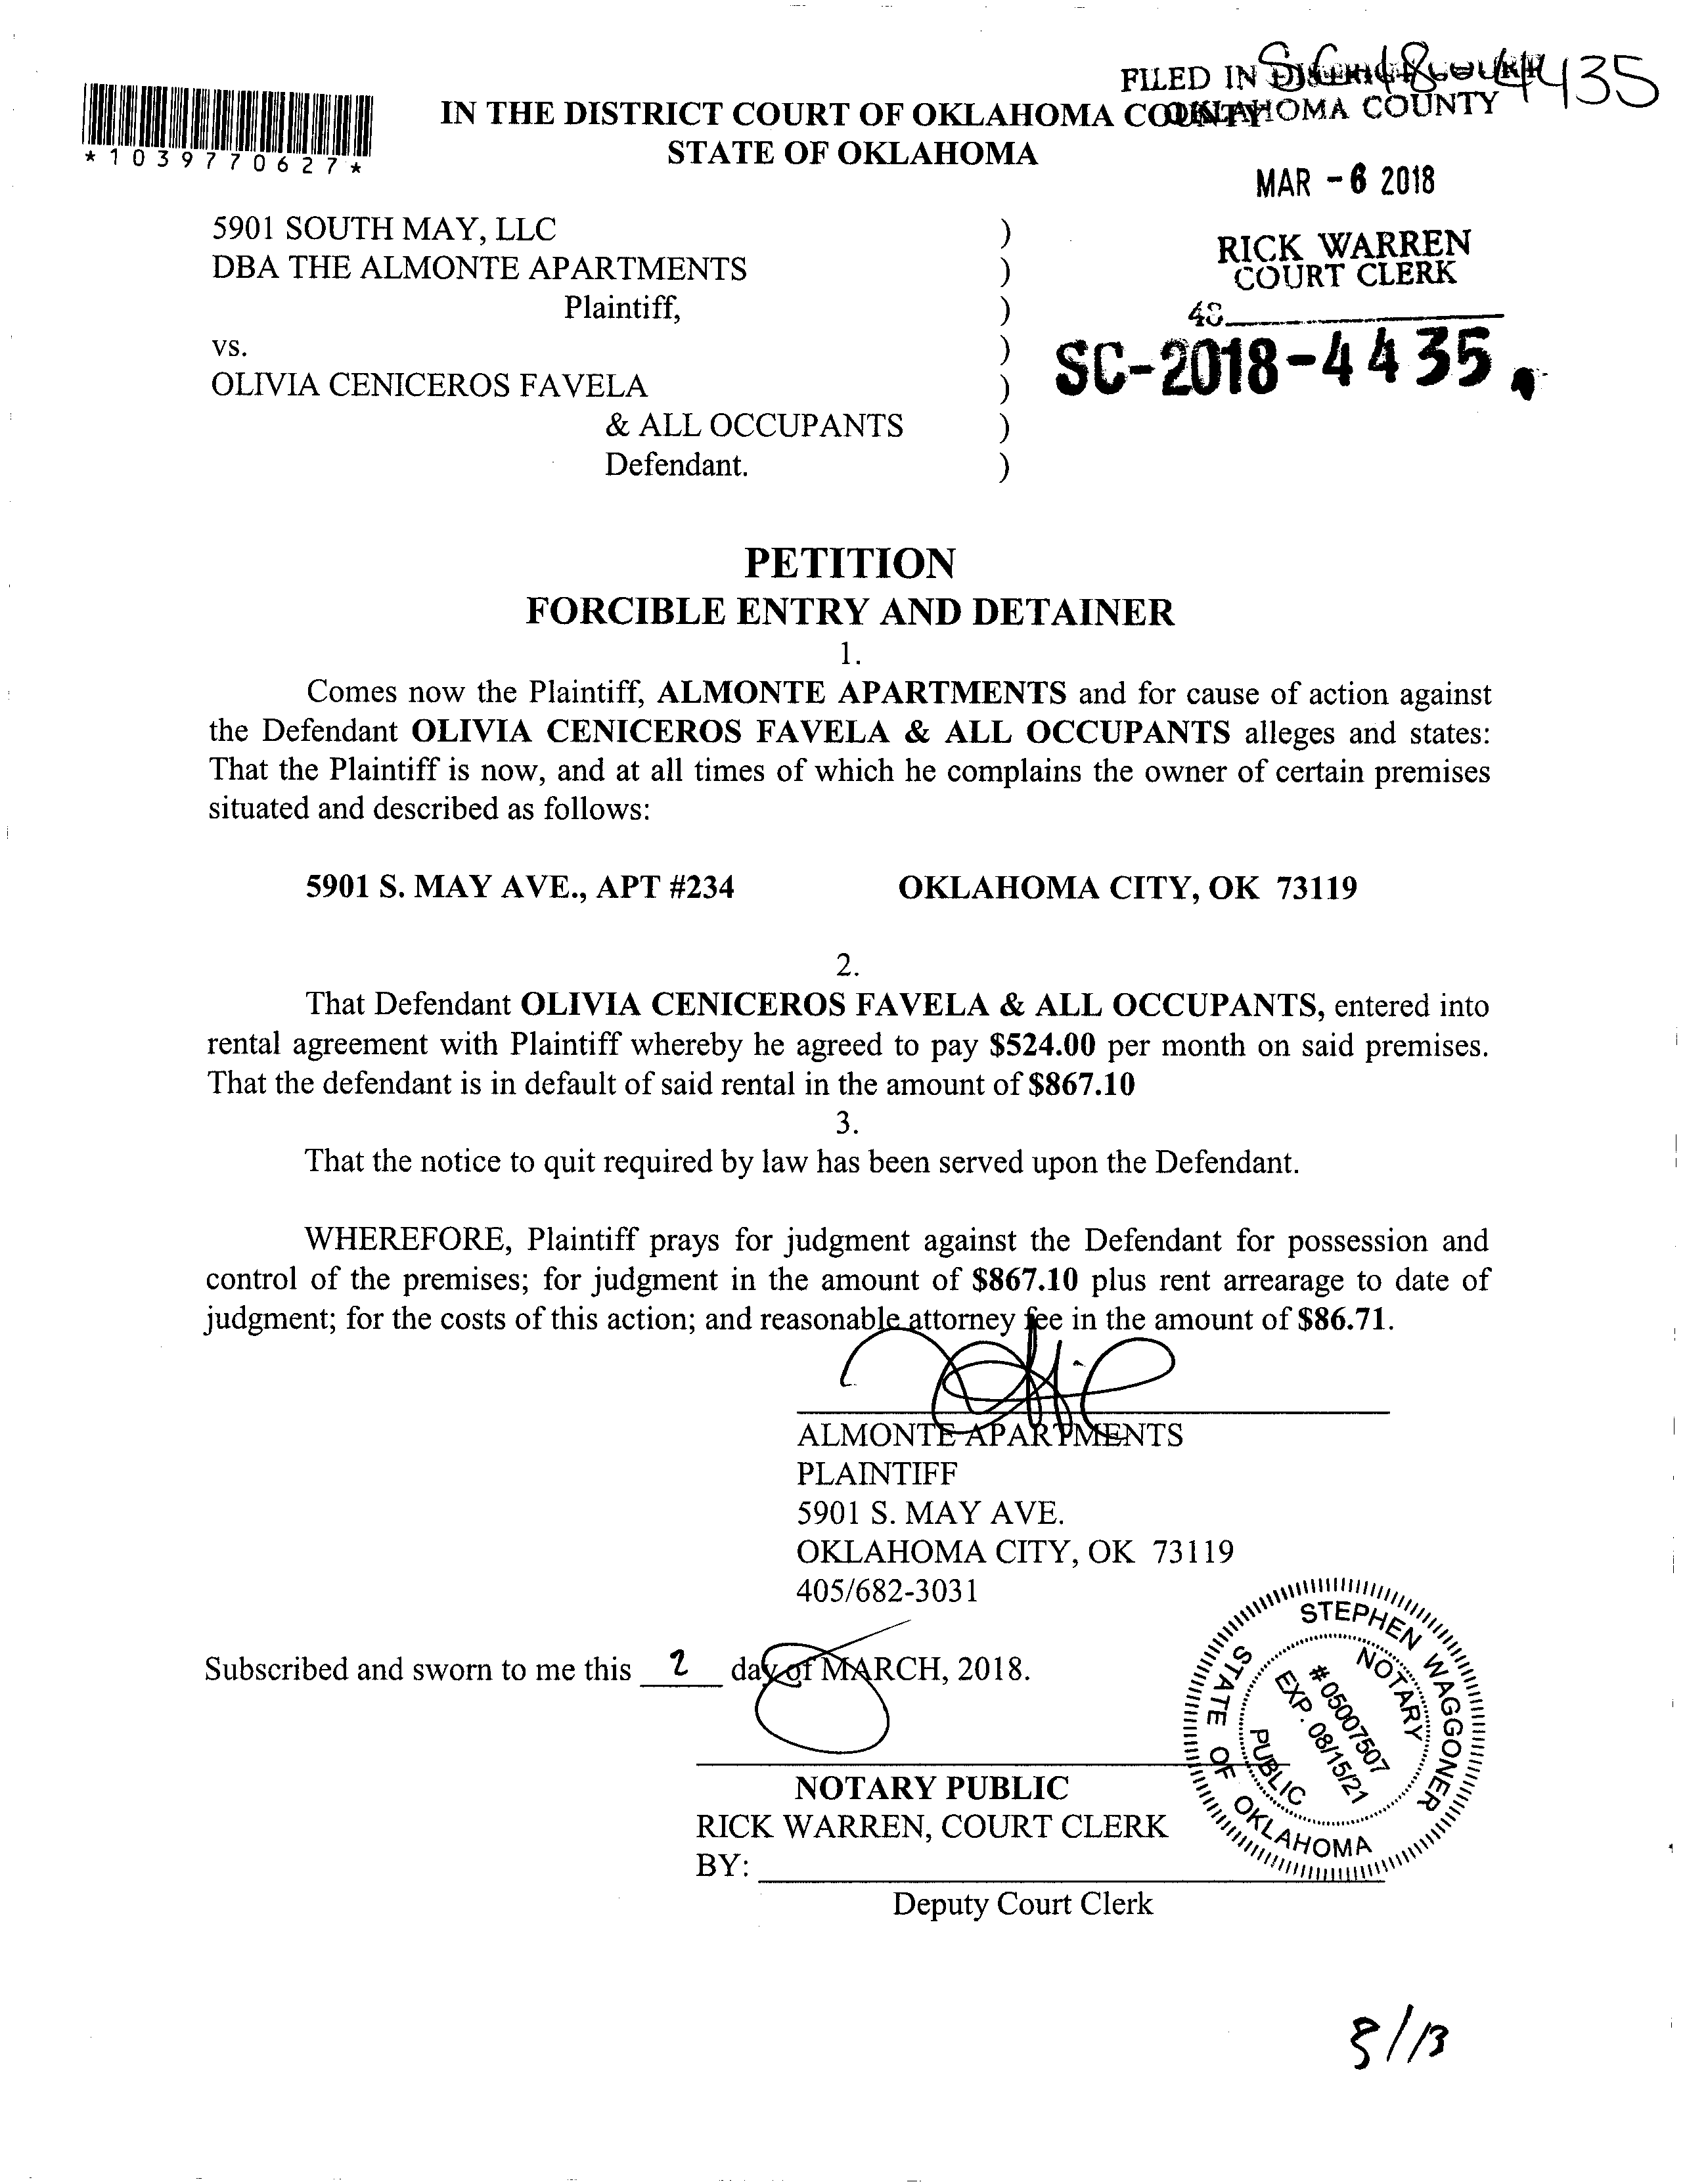 SC-18-4435
FILED IN DISTRICT COURT
OKLAHOMA COUNTY
*1039770627*
IN THE DISTRICT COURT OF OKLAHOMA COUNTY
STATE OF OKLAHOMA
MAR -6 2018
5901 SOUTH MAY, LLC )
DBA THE ALMONTE APARTMENTS )
Plaintiff, )
RICK WARREN
COURT CLERK
48
vs. )
SC-2018-4435
OLIVIA CENICEROS FAVELA )
& ALL OCCUPANTS )
Defendant. )
PETITION
FORCIBLE ENTRY AND DETAINER
1.
Comes now the Plaintiff, ALMONTE APARTMENTS and for cause of action against
the Defendant OLIVIA CENICEROS FAVELA & ALL OCCUPANTS alleges and states:
That the Plaintiff is now, and at all times of which he complains the owner of certain premises
situated and described as follows:
5901 S. MAY AVE., APT #234 OKLAHOMA CITY, OK 73119
2.
That Defendant OLIVIA CENICEROS FAVELA & ALL OCCUPANTS, entered into
rental agreement with Plaintiff whereby he agreed to pay $524.00 per month on said premises.
That the defendant is in default of said rental in the amount of $867.10
3.
That the notice to quit required by law has been served upon the Defendant.
WHEREFORE, Plaintiff prays for judgment against the Defendant for possession and
control of the premises; for judgment in the amount of $867.10 plus rent arrearage to date of
judgment; for the costs of this action; and reasonable attorney fee in the amount of $86.71.
ALMONTE APARTMENTS
PLAINTIFF
5901 S. MAY AVE.
OKLAHOMA CITY, OK 73119
405/682-3031
Subscribed and sworn to me this 2 day of MARCH, 2018.
STEPHEN WAGGONER
NOTARY PUBLIC
# 05007507
EXP. 08/15/21
STATE OF OKLAHOMA
NOTARY PUBLIC
RICK WARREN, COURT CLERK
BY:
Deputy Court Clerk
3/13